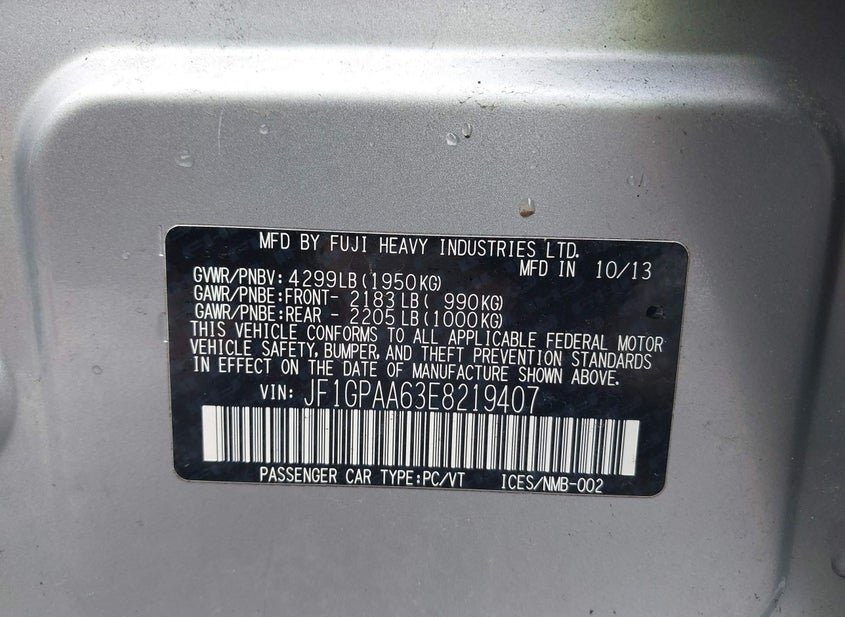 MFD BY FUJI HEAVY INDUSTRIES LTD.
MFD IN 10/13
GVWR/PNBV: 4299LB (1950KG)
GAWR/PNBE:FRONT- 2183 LB ( 990KG)
GAWR/PNBE:REAR - 2205 LB (1000KG)
THIS VEHICLE CONFORMS TO ALL APPLICABLE FEDERAL MOTOR
VEHICLE SAFETY, BUMPER, AND THEFT PREVENTION STANDARDS
IN EFFECT ON THE DATE OF MANUFACTURE SHOWN ABOVE.
VIN: JF1GPAA63E8219407
PASSENGER CAR TYPE:PC/VT ICES/NMB-002